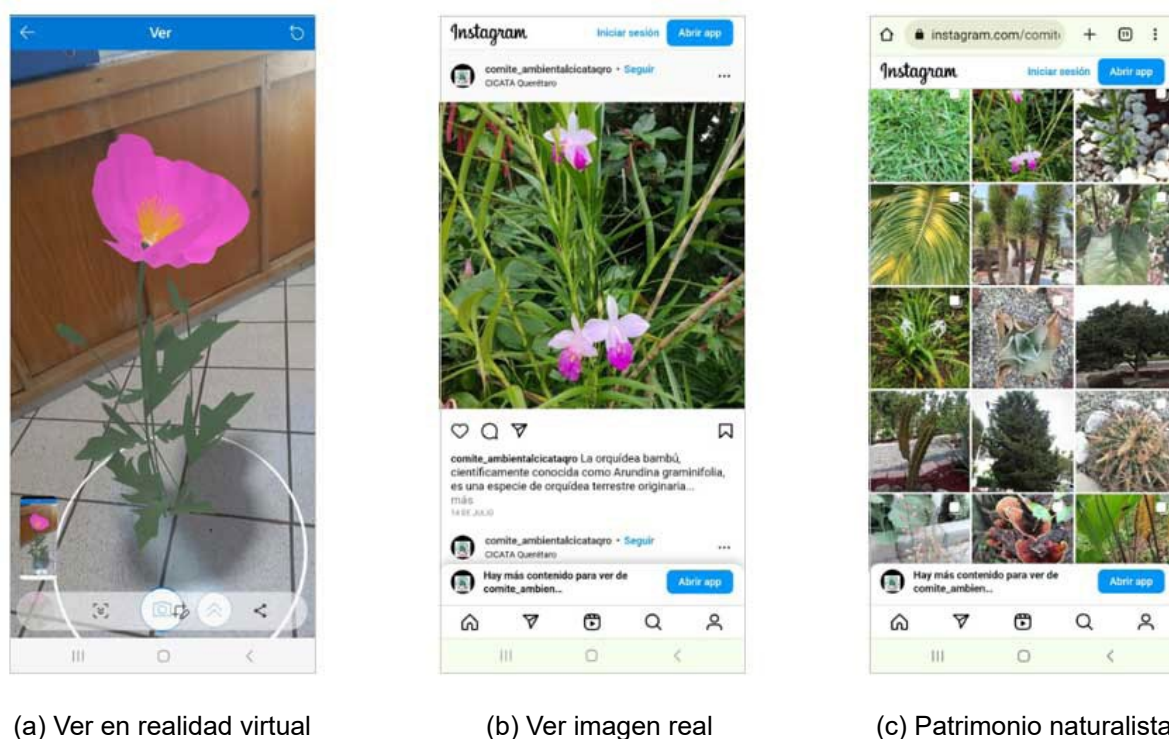 Ver
Instagram
Iniciar sesión
Abrir app
comite_ambientalcicataqro • Seguir
CICATA Querétaro
comite_ambientalcicataqro La orquídea bambú,
científicamente conocida como Arundina graminifolia,
es una especie de orquídea terrestre originaria...
más
14 DE JULIO
comite_ambientalcicataqro • Seguir
CICATA Querétaro
Hay más contenido para ver de
comite_ambien...
Abrir app
instagram.com/comite
Instagram
Iniciar sesión
Abrir app
Hay más contenido para ver de
comite_ambien...
Abrir app
(a) Ver en realidad virtual
(b) Ver imagen real
(c) Patrimonio naturalista